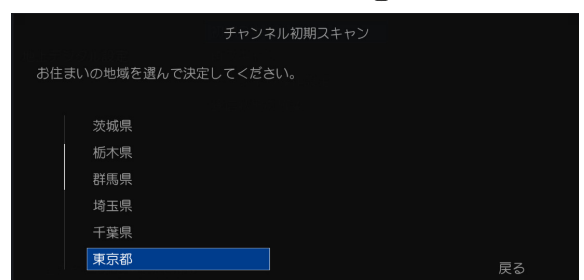 チャンネル初期スキャン
お住まいの地域を選んで決定してください。
茨城県
栃木県
群馬県
埼玉県
千葉県
東京都
戻る